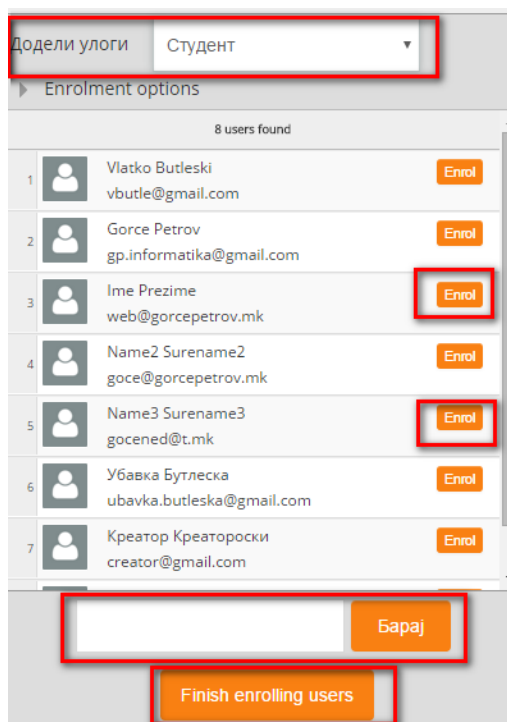 Додели улоги Студент
Enrolment options
8 users found
1 Vlatko Butleski Enrol
vbutle@gmail.com
2 Gorce Petrov Enrol
gp.informatika@gmail.com
3 Ime Prezime Enrol
web@gorcepetrov.mk
4 Name2 Surename2 Enrol
goce@gorcepetrov.mk
5 Name3 Surename3 Enrol
gocened@t.mk
6 Убавка Бутлеска Enrol
ubavka.butleska@gmail.com
7 Креатор Креатороски Enrol
creator@gmail.com
Барај
Finish enrolling users